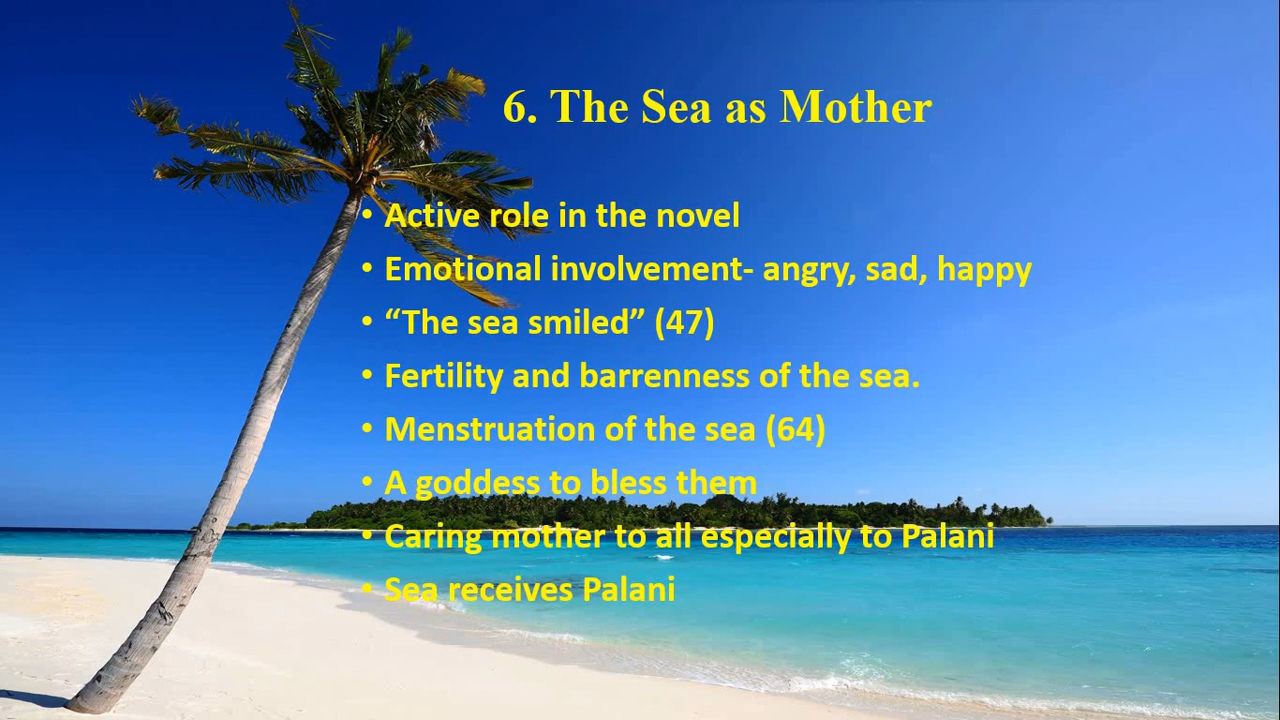 6. The Sea as Mother
• Active role in the novel
• Emotional involvement- angry, sad, happy
• “The sea smiled” (47)
• Fertility and barrenness of the sea.
• Menstruation of the sea (64)
• A goddess to bless them
• Caring mother to all especially to Palani
• Sea receives Palani